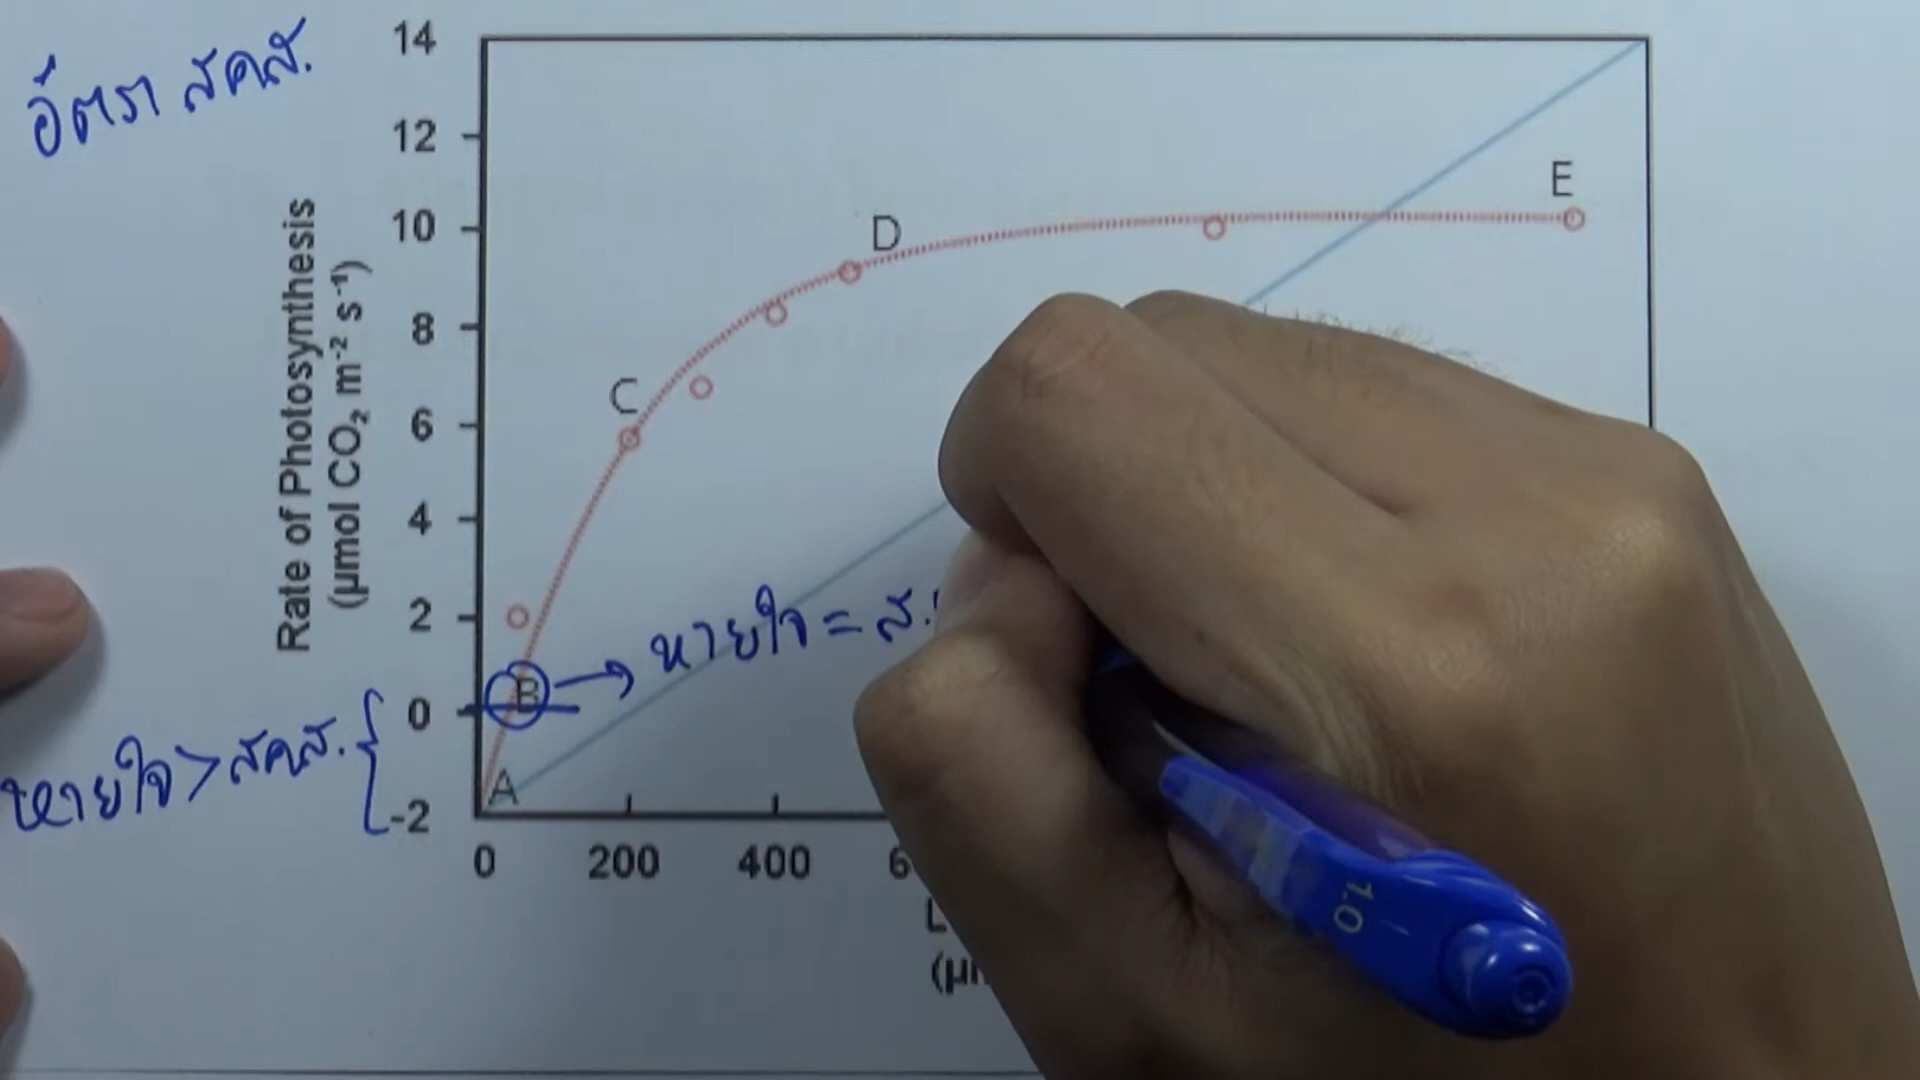 อัตรา สคส.
14
12
10
8
6
4
2
0
-2
Rate of Photosynthesis
(µmol CO₂ m⁻² s⁻¹)
E
D
C
B → หายใจ = ส.
หายใจ > สคส. {
A
0 200 400 6
L
(µ
1.0